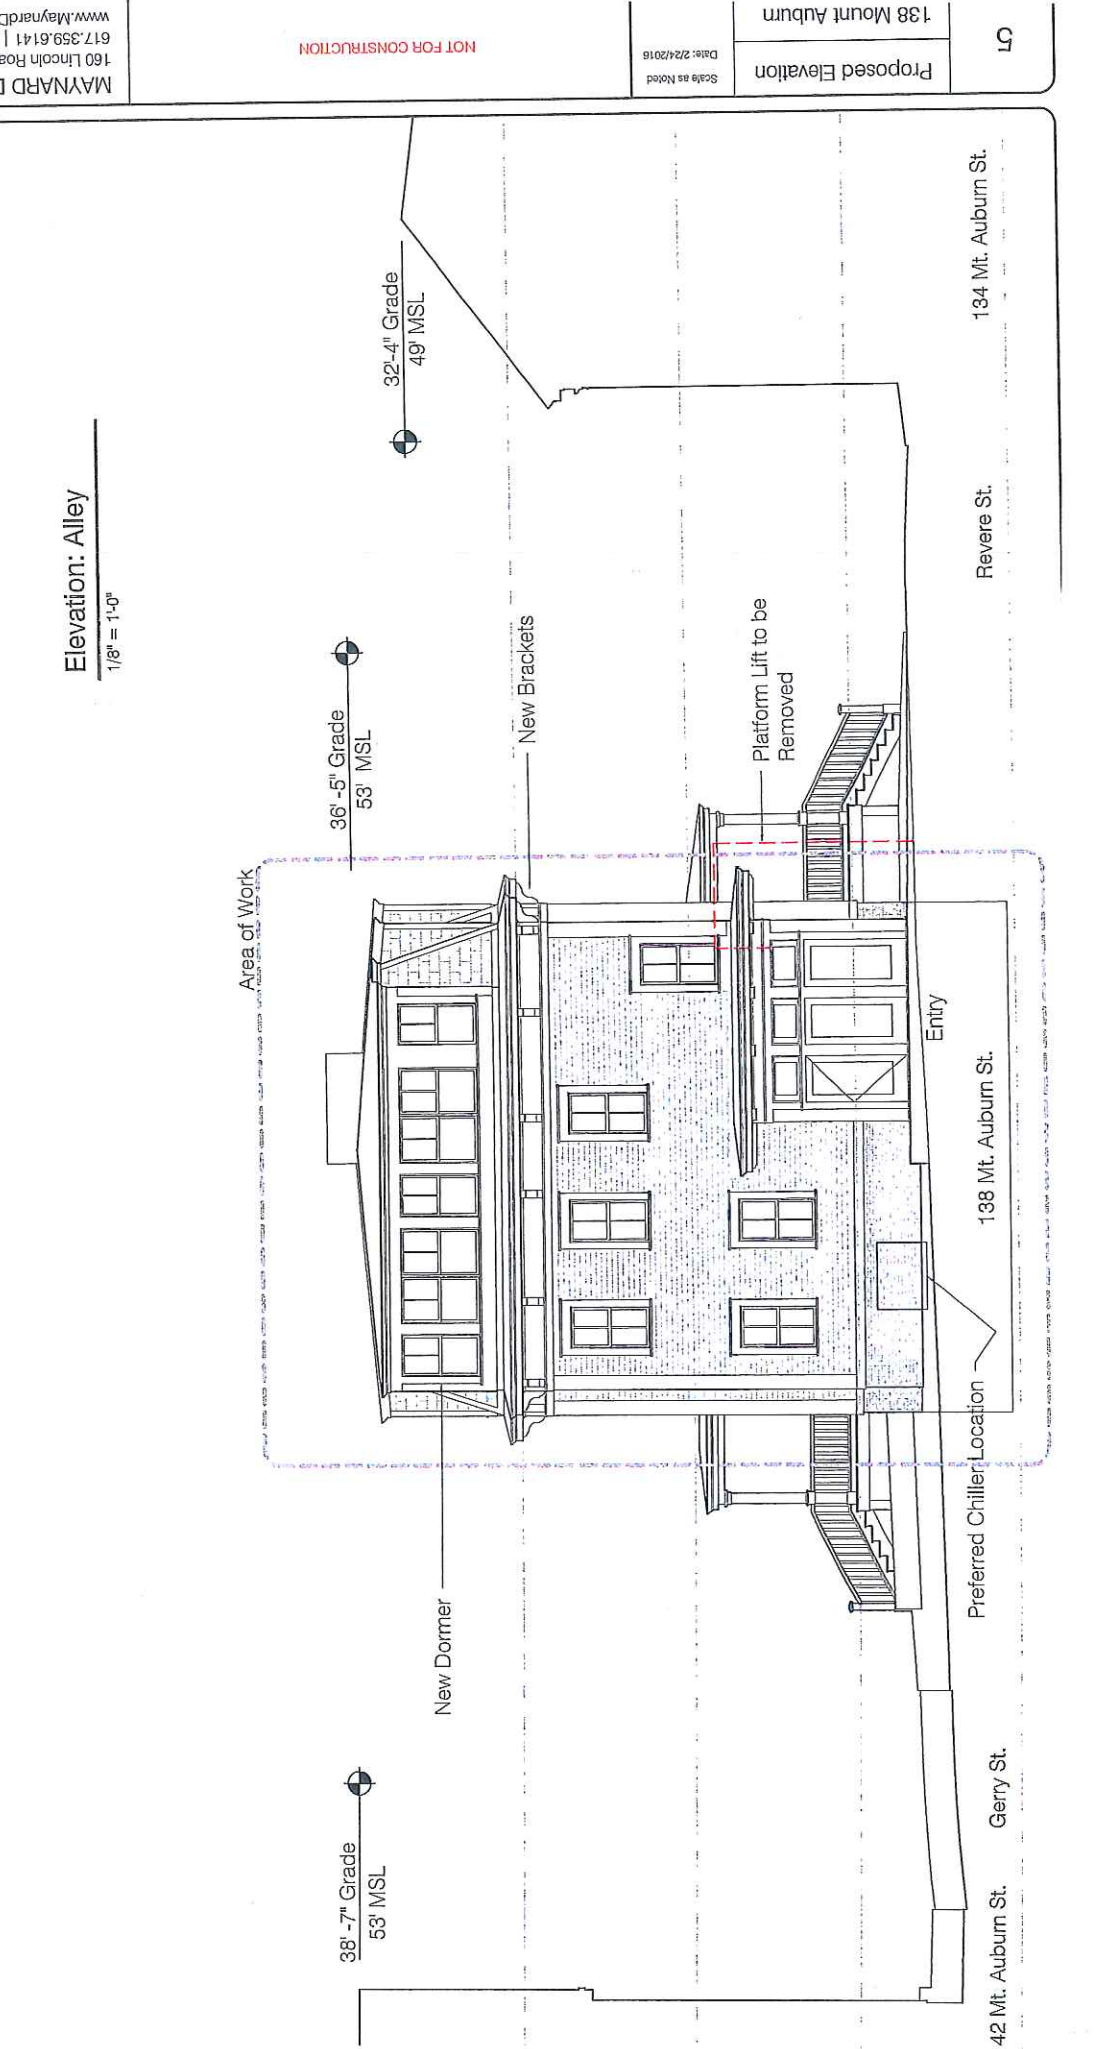 Elevation: Alley
1/8" = 1'-0"
38'-7" Grade
53' MSL
36'-5" Grade
53' MSL
32'-4" Grade
49' MSL
Area of Work
New Dormer
New Brackets
Platform Lift to be
Removed
Entry
Preferred Chiller Location
42 Mt. Auburn St.
Gerry St.
138 Mt. Auburn St.
Revere St.
134 Mt. Auburn St.
5
Proposed Elevation
138 Mount Auburn
Scale as Noted
Date: 2/24/2016
NOT FOR CONSTRUCTION
MAYNARD
160 Lincoln Roa
617.359.6141 |
www.Maynard